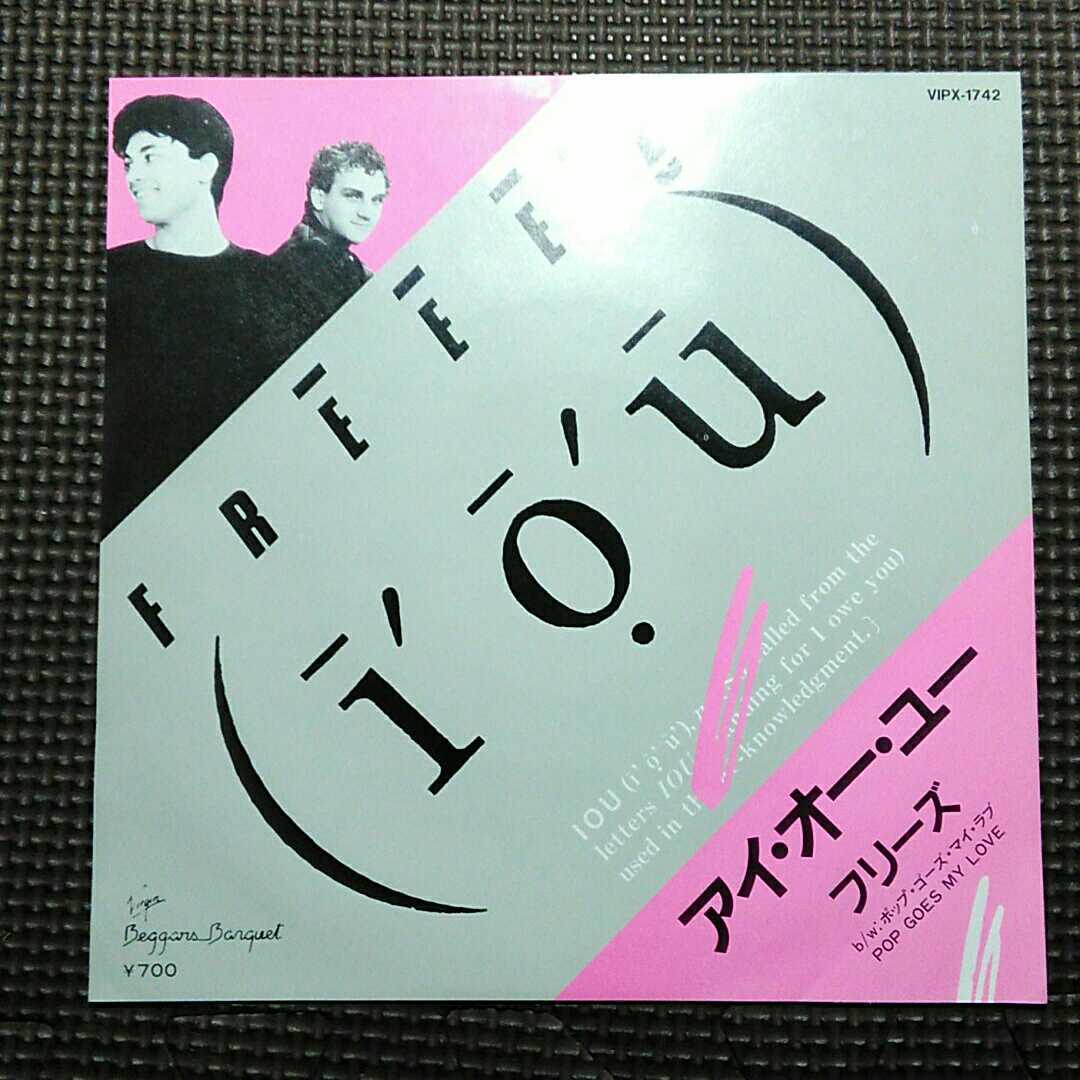 VIPX-1742
F R E E E
(ī' ọ̄' ū)
IOU (ī' ọ̄' ū'), called from the
letters IOU for I owe you)
used in
アイ・オー・ユー
フリーズ
b/w:ポップ・ゴーズ・マイ・ラブ
POP GOES MY LOVE
Virgin
Beggars Banquet
¥700